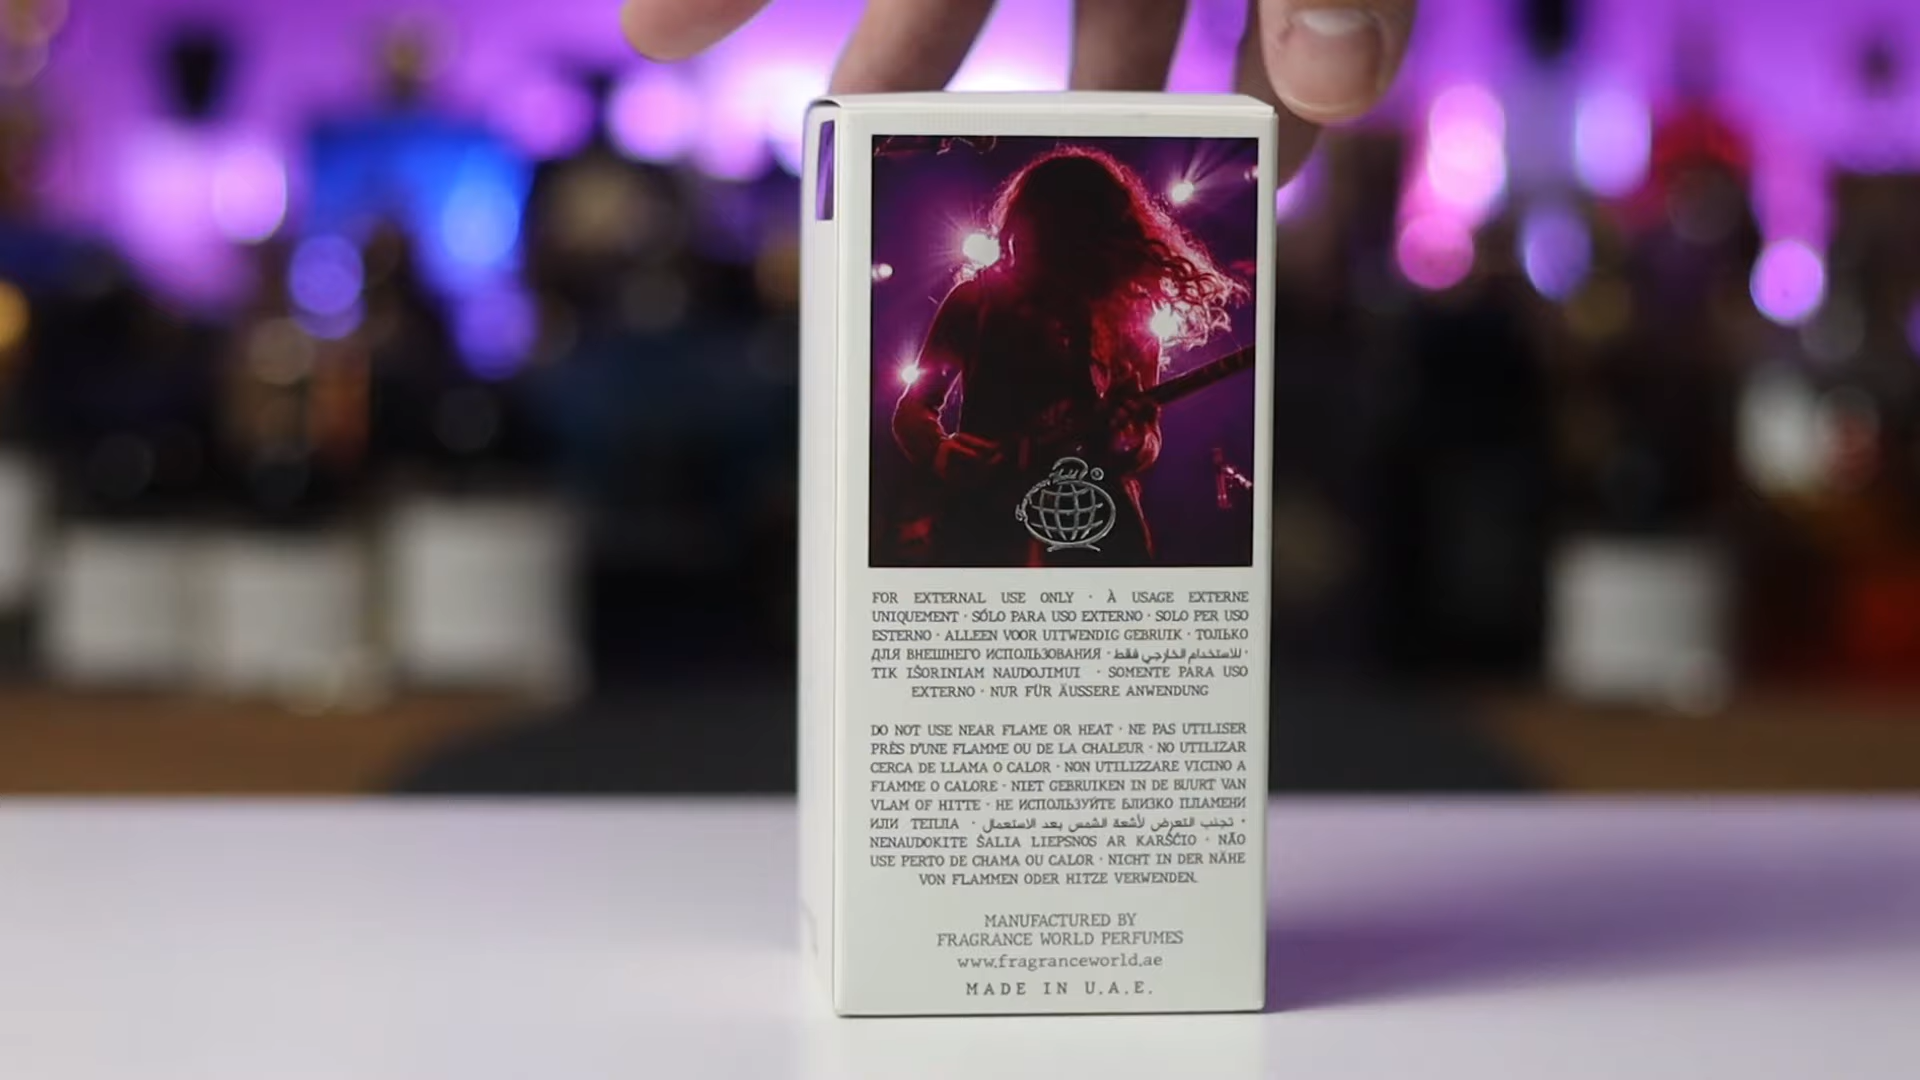 Fragrance World ®
FOR EXTERNAL USE ONLY · À USAGE EXTERNE
UNIQUEMENT · SÓLO PARA USO EXTERNO · SOLO PER USO
ESTERNO · ALLEEN VOOR UITWENDIG GEBRUIK · ТОЛЬКО
ДЛЯ ВНЕШНЕГО ИСПОЛЬЗОВАНИЯ · للاستخدام الخارجي فقط ·
TIK IŠORINIAM NAUDOJIMUI · SOMENTE PARA USO
EXTERNO · NUR FÜR ÄUSSERE ANWENDUNG
DO NOT USE NEAR FLAME OR HEAT · NE PAS UTILISER
PRÈS D'UNE FLAMME OU DE LA CHALEUR · NO UTILIZAR
CERCA DE LLAMA O CALOR · NON UTILIZZARE VICINO A
FIAMME O CALORE · NIET GEBRUIKEN IN DE BUURT VAN
VLAM OF HITTE · НЕ ИСПОЛЬЗУЙТЕ БЛИЗКО ПЛАМЕНИ
ИЛИ ТЕПЛА · تجنب التعرض لأشعة الشمس بعد الاستعمال ·
NENAUDOKITE ŠALIA LIEPSNOS AR KARŠČIO · NÃO
USE PERTO DE CHAMA OU CALOR · NICHT IN DER NÄHE
VON FLAMMEN ODER HITZE VERWENDEN.
MANUFACTURED BY
FRAGRANCE WORLD PERFUMES
www.fragranceworld.ae
MADE IN U.A.E.